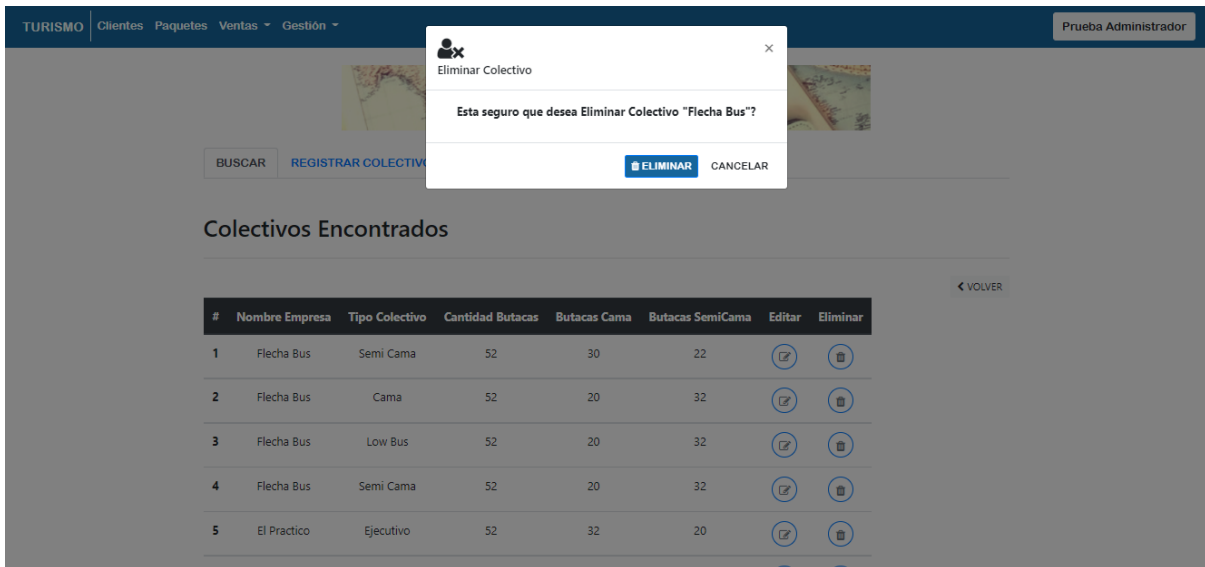 TURISMO Clientes Paquetes Ventas Gestión Prueba Administrador
Eliminar Colectivo ×
Esta seguro que desea Eliminar Colectivo "Flecha Bus"?
ELIMINAR CANCELAR
BUSCAR REGISTRAR COLECTIVO
Colectivos Encontrados
VOLVER
# Nombre Empresa Tipo Colectivo Cantidad Butacas Butacas Cama Butacas SemiCama Editar Eliminar
1 Flecha Bus Semi Cama 52 30 22
2 Flecha Bus Cama 52 20 32
3 Flecha Bus Low Bus 52 20 32
4 Flecha Bus Semi Cama 52 20 32
5 El Practico Ejecutivo 52 32 20